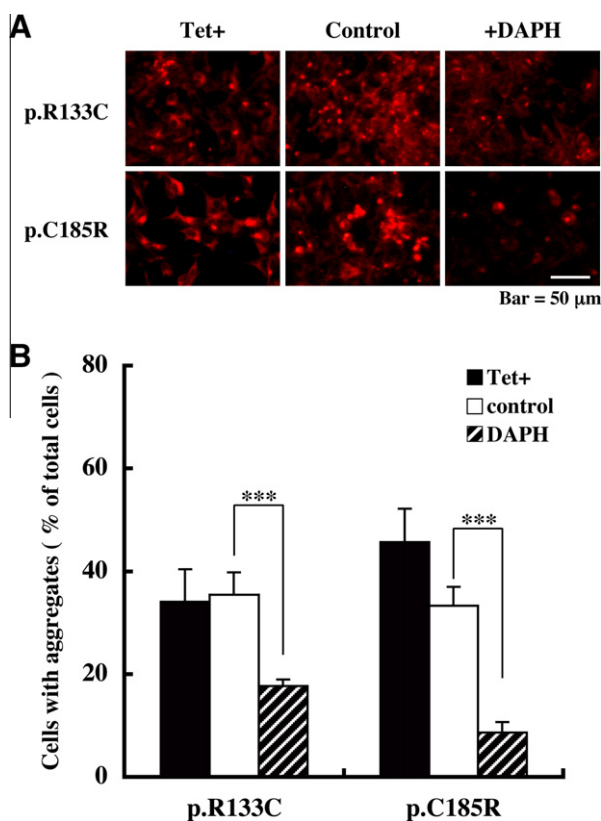 A
Tet+ Control +DAPH
p.R133C
p.C185R
Bar = 50 µm
B
Cells with aggregates ( % of total cells )
80
60
40
20
0
Tet+
control
DAPH
***
***
p.R133C p.C185R